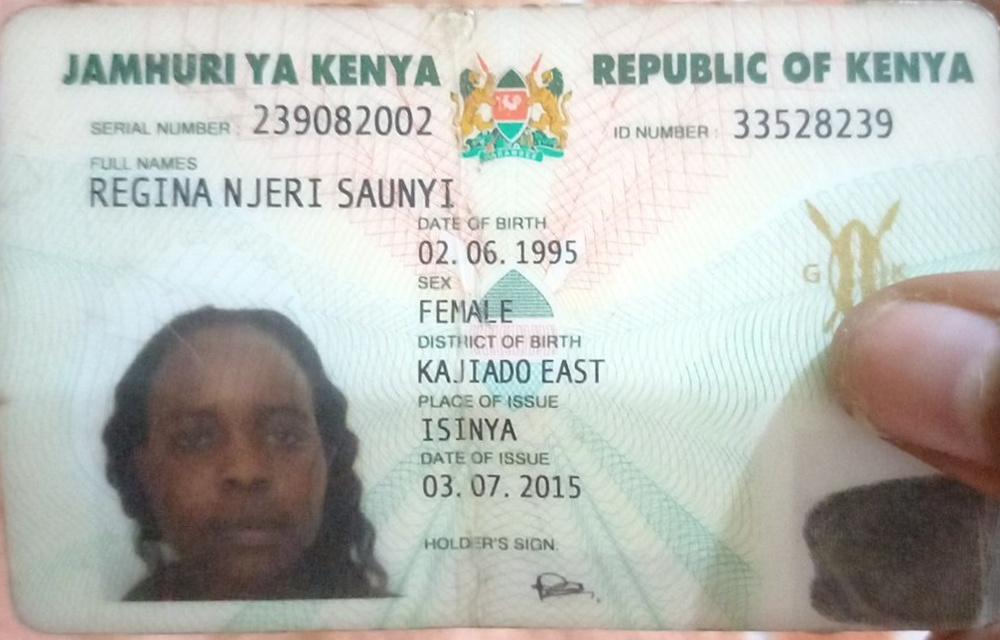 JAMHURI YA KENYA
REPUBLIC OF KENYA
SERIAL NUMBER : 239082002
ID NUMBER : 33528239
FULL NAMES
REGINA NJERI SAUNYI
DATE OF BIRTH
02. 06. 1995
SEX
FEMALE
DISTRICT OF BIRTH
KAJIADO EAST
PLACE OF ISSUE
ISINYA
DATE OF ISSUE
03. 07. 2015
HOLDER'S SIGN.
G K
HARAMBEE